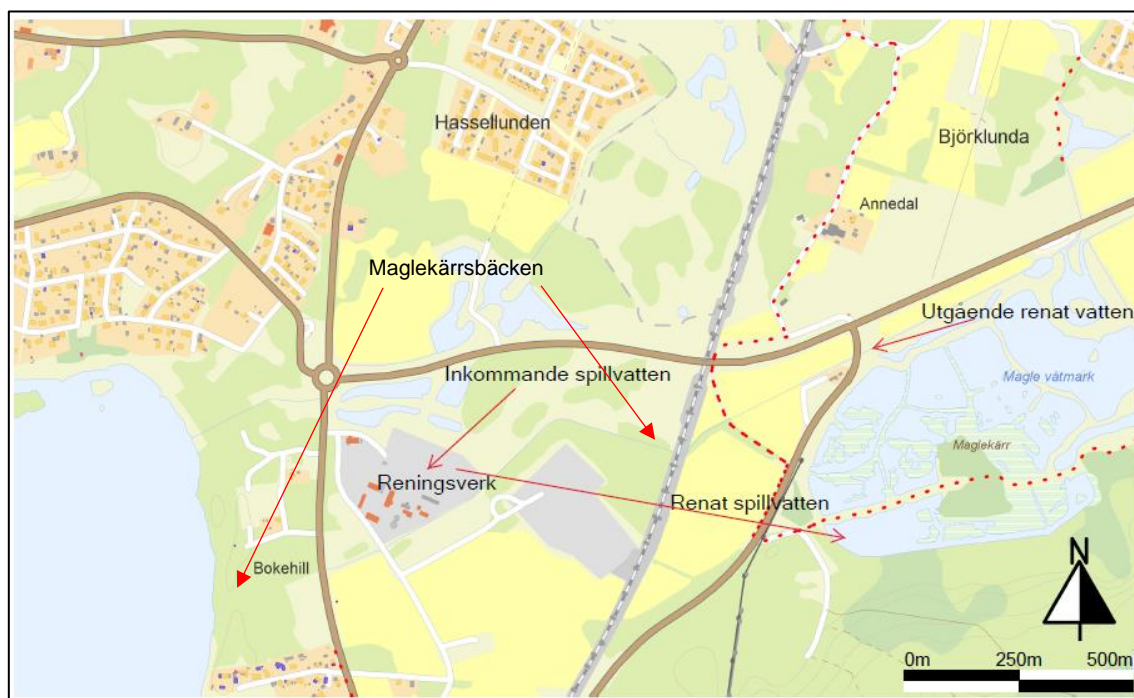 Hassellunden
Björklunda
Annedal
Maglekärrsbäcken
Utgående renat vatten
Inkommande spillvatten
Magle våtmark
Maglekärr
Reningsverk
Renat spillvatten
Bokehill
N
0m 250m 500m